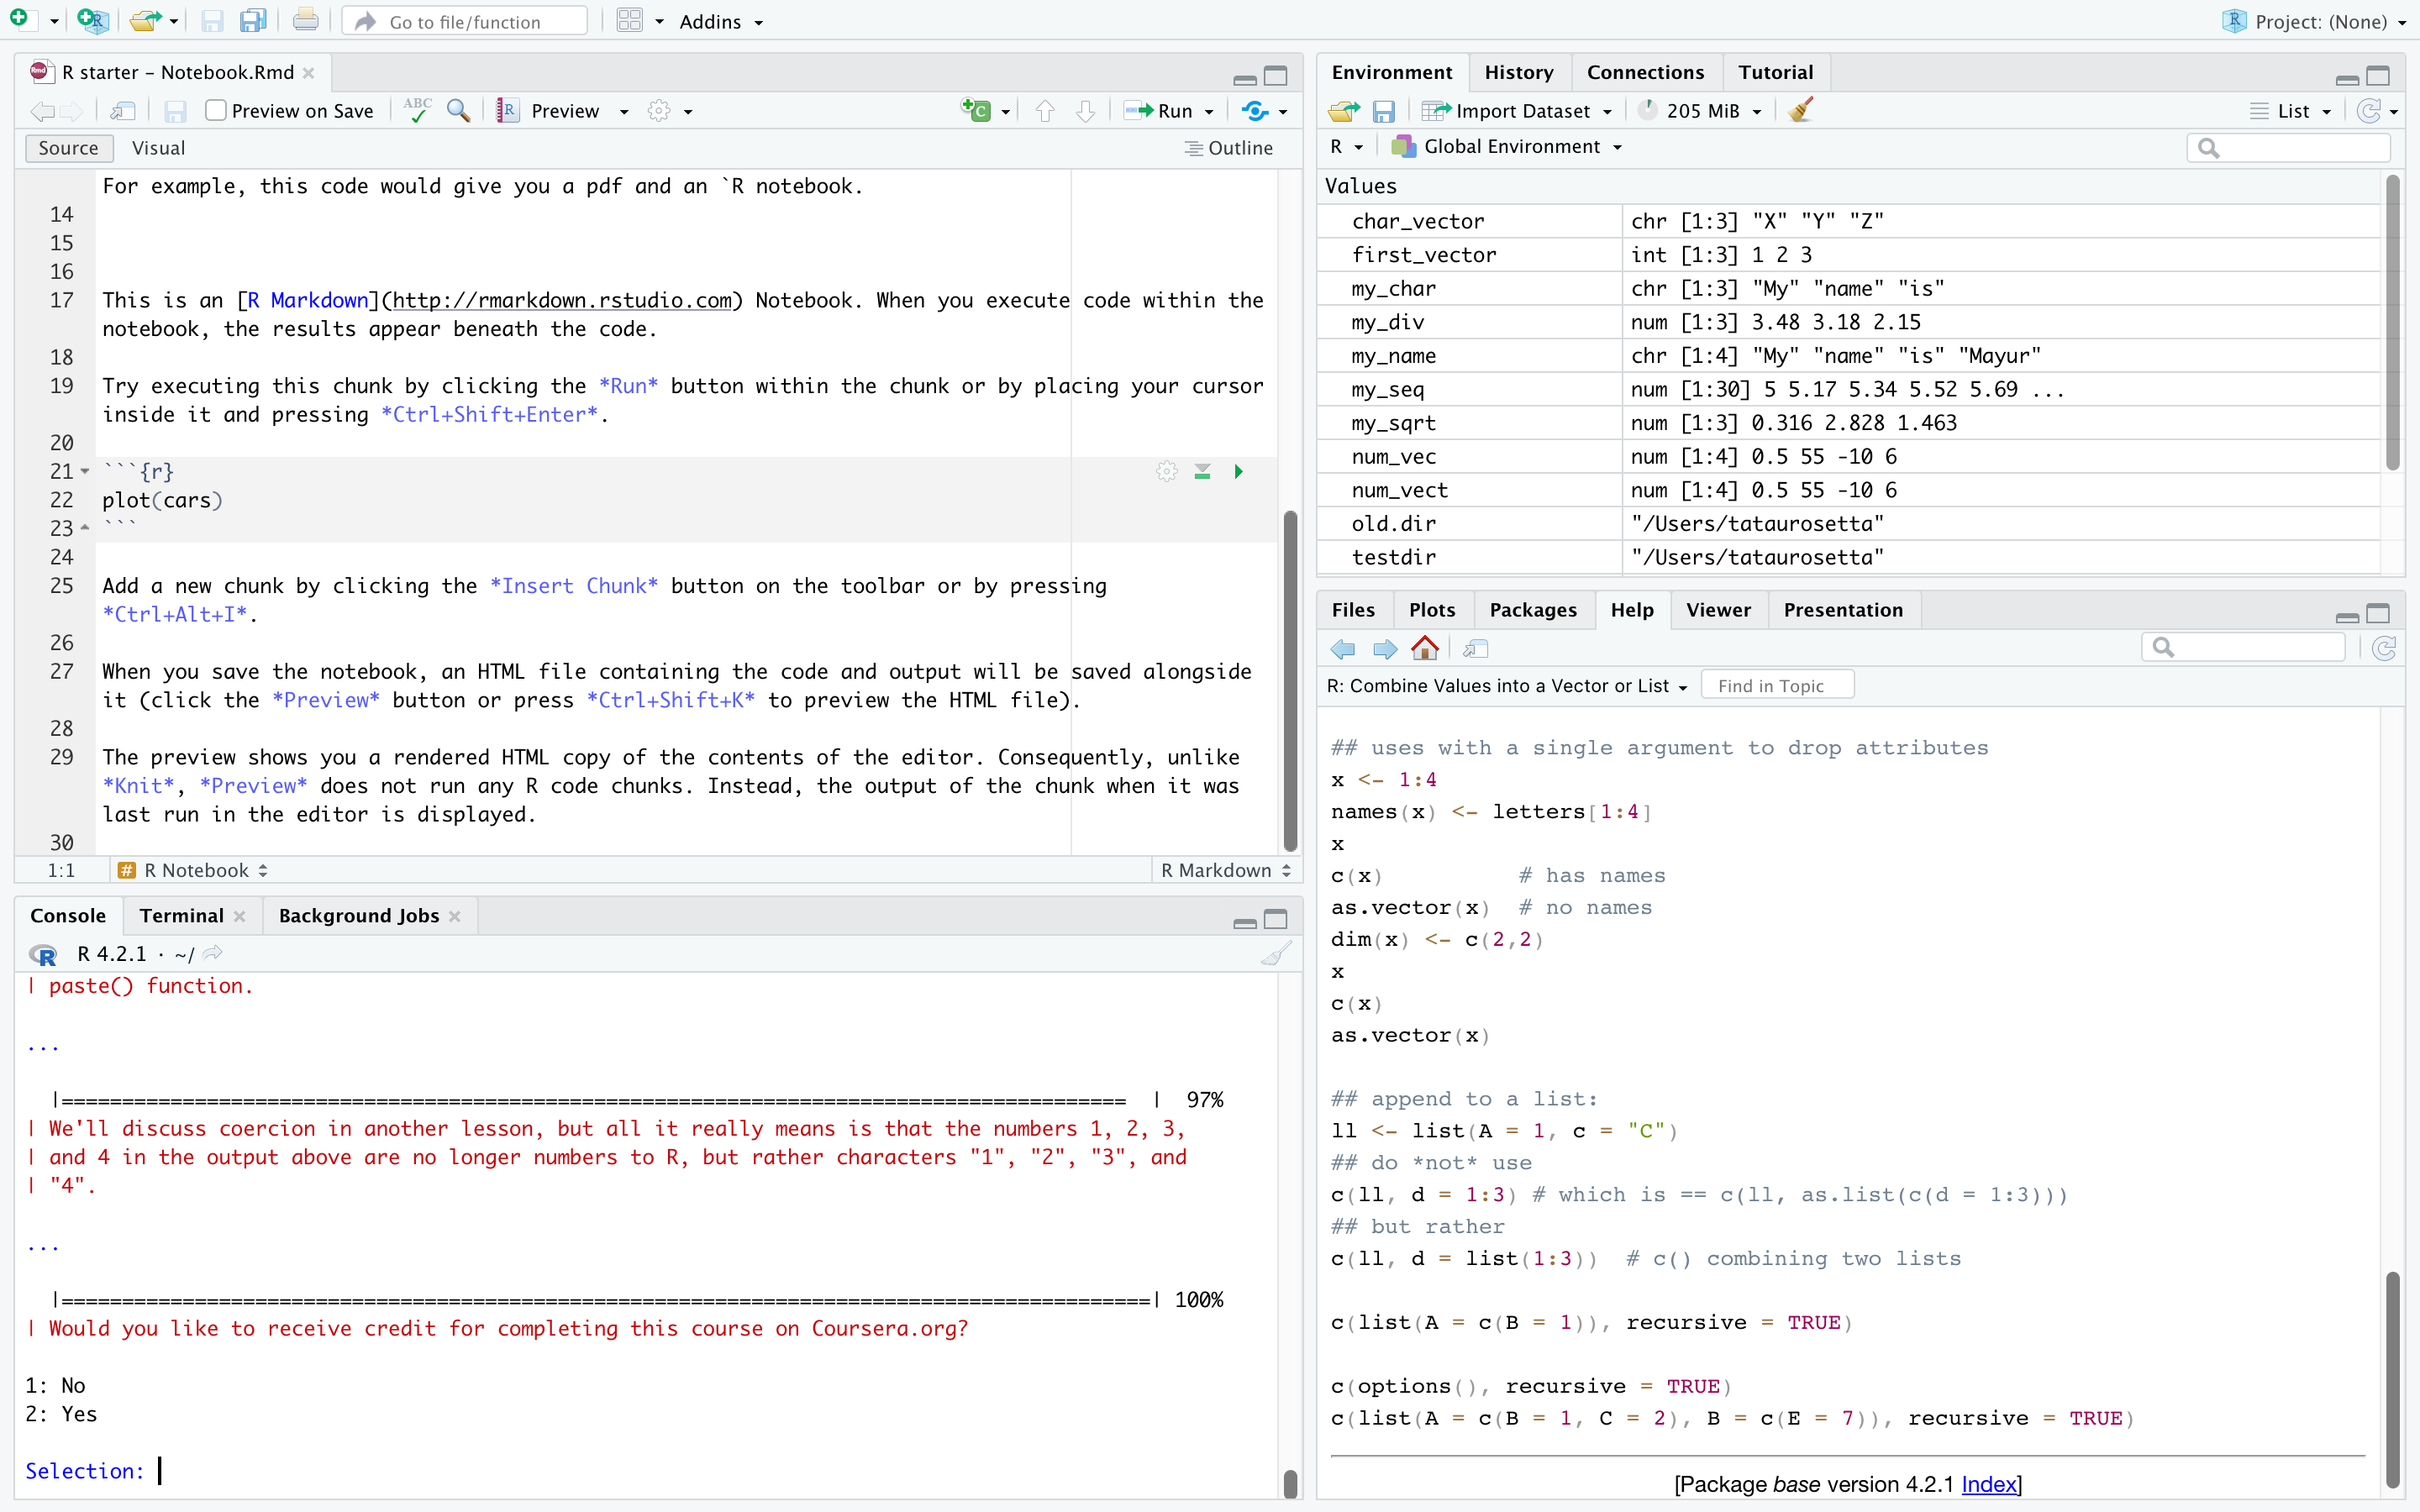 Go to file/function
Addins
Project: (None)
R starter – Notebook.Rmd
Preview on Save
ABC
Preview
Run
Source
Visual
Outline
For example, this code would give you a pdf and an `R notebook.
14
15
16
17 This is an [R Markdown](http://rmarkdown.rstudio.com) Notebook. When you execute code within the
notebook, the results appear beneath the code.
18
19 Try executing this chunk by clicking the *Run* button within the chunk or by placing your cursor
inside it and pressing *Ctrl+Shift+Enter*.
20
21 ```{r}
22 plot(cars)
23 ```
24
25 Add a new chunk by clicking the *Insert Chunk* button on the toolbar or by pressing
*Ctrl+Alt+I*.
26
27 When you save the notebook, an HTML file containing the code and output will be saved alongside
it (click the *Preview* button or press *Ctrl+Shift+K* to preview the HTML file).
28
29 The preview shows you a rendered HTML copy of the contents of the editor. Consequently, unlike
*Knit*, *Preview* does not run any R code chunks. Instead, the output of the chunk when it was
last run in the editor is displayed.
30
1:1 # R Notebook R Markdown
Console Terminal Background Jobs
R 4.2.1 · ~/
| paste() function.
...
|======================================================================================== | 97%
| We'll discuss coercion in another lesson, but all it really means is that the numbers 1, 2, 3,
| and 4 in the output above are no longer numbers to R, but rather characters "1", "2", "3", and
| "4".
...
|==========================================================================================| 100%
| Would you like to receive credit for completing this course on Coursera.org?
1: No
2: Yes
Selection:
Environment History Connections Tutorial
Import Dataset 205 MiB List
R Global Environment
Values
char_vector chr [1:3] "X" "Y" "Z"
first_vector int [1:3] 1 2 3
my_char chr [1:3] "My" "name" "is"
my_div num [1:3] 3.48 3.18 2.15
my_name chr [1:4] "My" "name" "is" "Mayur"
my_seq num [1:30] 5 5.17 5.34 5.52 5.69 ...
my_sqrt num [1:3] 0.316 2.828 1.463
num_vec num [1:4] 0.5 55 -10 6
num_vect num [1:4] 0.5 55 -10 6
old.dir "/Users/tataurosetta"
testdir "/Users/tataurosetta"
Files Plots Packages Help Viewer Presentation
R: Combine Values into a Vector or List Find in Topic
## uses with a single argument to drop attributes
x <- 1:4
names(x) <- letters[1:4]
x
c(x) # has names
as.vector(x) # no names
dim(x) <- c(2,2)
x
c(x)
as.vector(x)
## append to a list:
ll <- list(A = 1, c = "C")
## do *not* use
c(ll, d = 1:3) # which is == c(ll, as.list(c(d = 1:3)))
## but rather
c(ll, d = list(1:3)) # c() combining two lists
c(list(A = c(B = 1)), recursive = TRUE)
c(options(), recursive = TRUE)
c(list(A = c(B = 1, C = 2), B = c(E = 7)), recursive = TRUE)
[Package base version 4.2.1 Index]